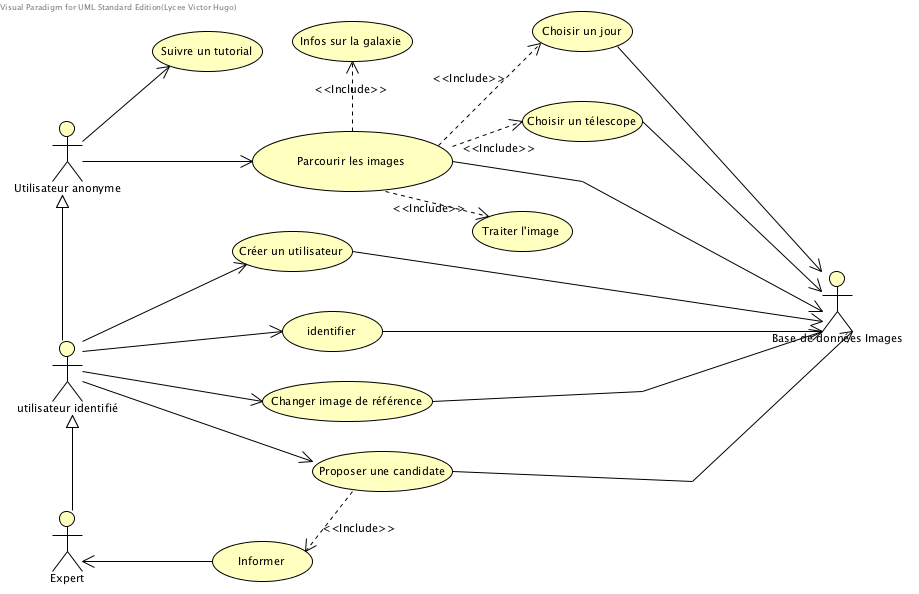 Visual Paradigm for UML Standard Edition(Lycee Victor Hugo)
Choisir un jour
Infos sur la galaxie
Suivre un tutorial
<<Include>>
<<Include>>
Choisir un télescope
<<Include>>
Parcourir les images
Utilisateur anonyme
<<Include>>
Traiter l'image
Créer un utilisateur
identifier
Base de données Images
Changer image de référence
utilisateur identifié
Proposer une candidate
<<Include>>
Informer
Expert